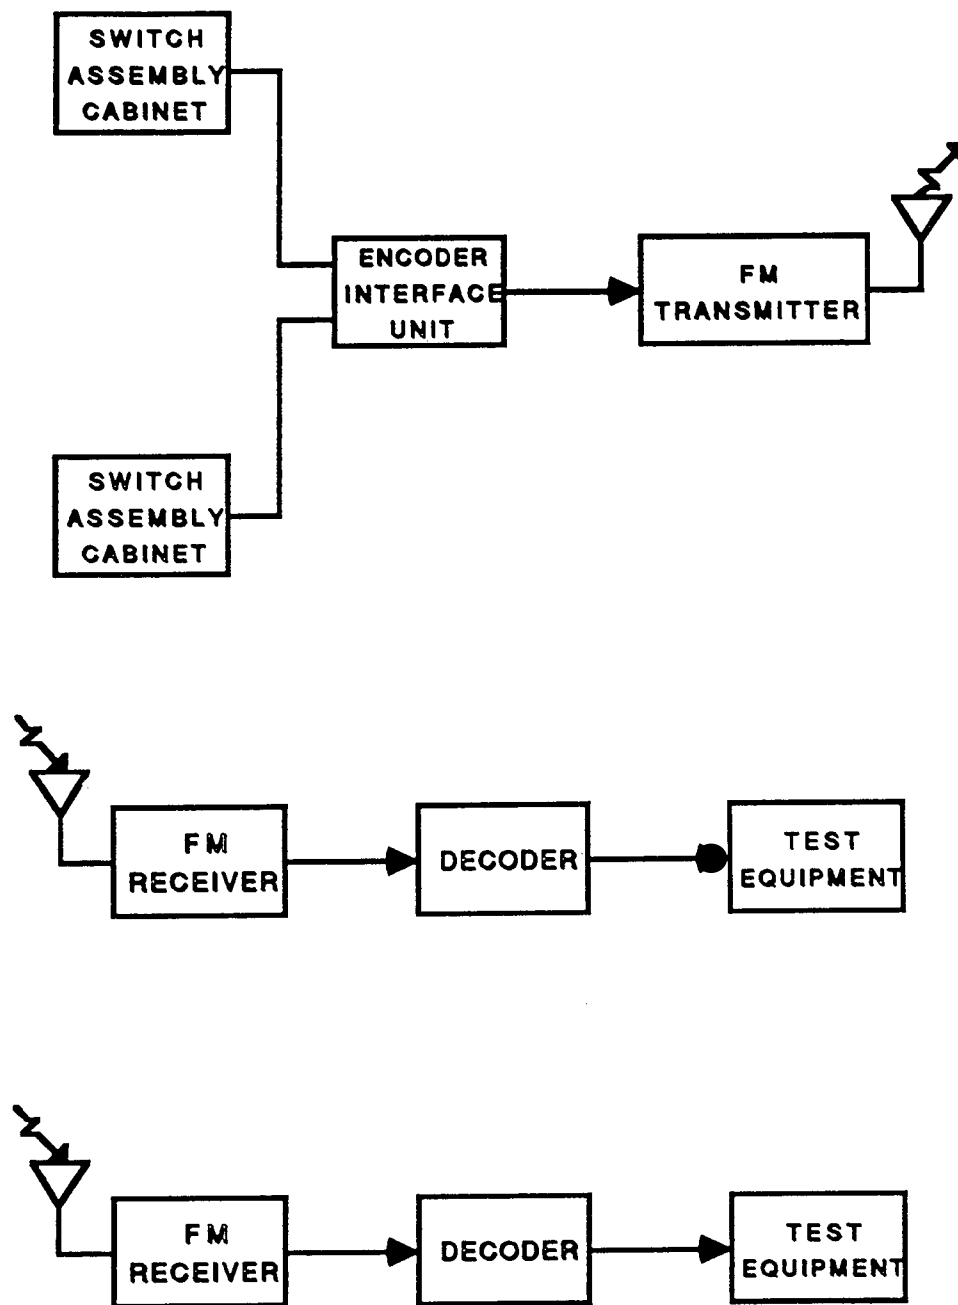 SWITCH
ASSEMBLY
CABINET
ENCODER
INTERFACE
UNIT
FM
TRANSMITTER
SWITCH
ASSEMBLY
CABINET
FM
RECEIVER
DECODER
TEST
EQUIPMENT
FM
RECEIVER
DECODER
TEST
EQUIPMENT